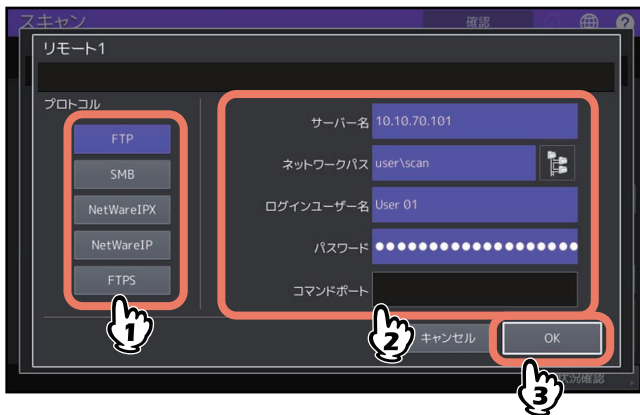 スキャン
確認
?
リモート1
プロトコル
FTP
SMB
NetWareIPX
NetWareIP
FTPS
サーバー名 10.10.70.101
ネットワークパス user\scan
ログインユーザー名 User 01
パスワード ●●●●●●●●●●●●●●●●●●●
コマンドポート
キャンセル
OK
1
2
3
状況確認